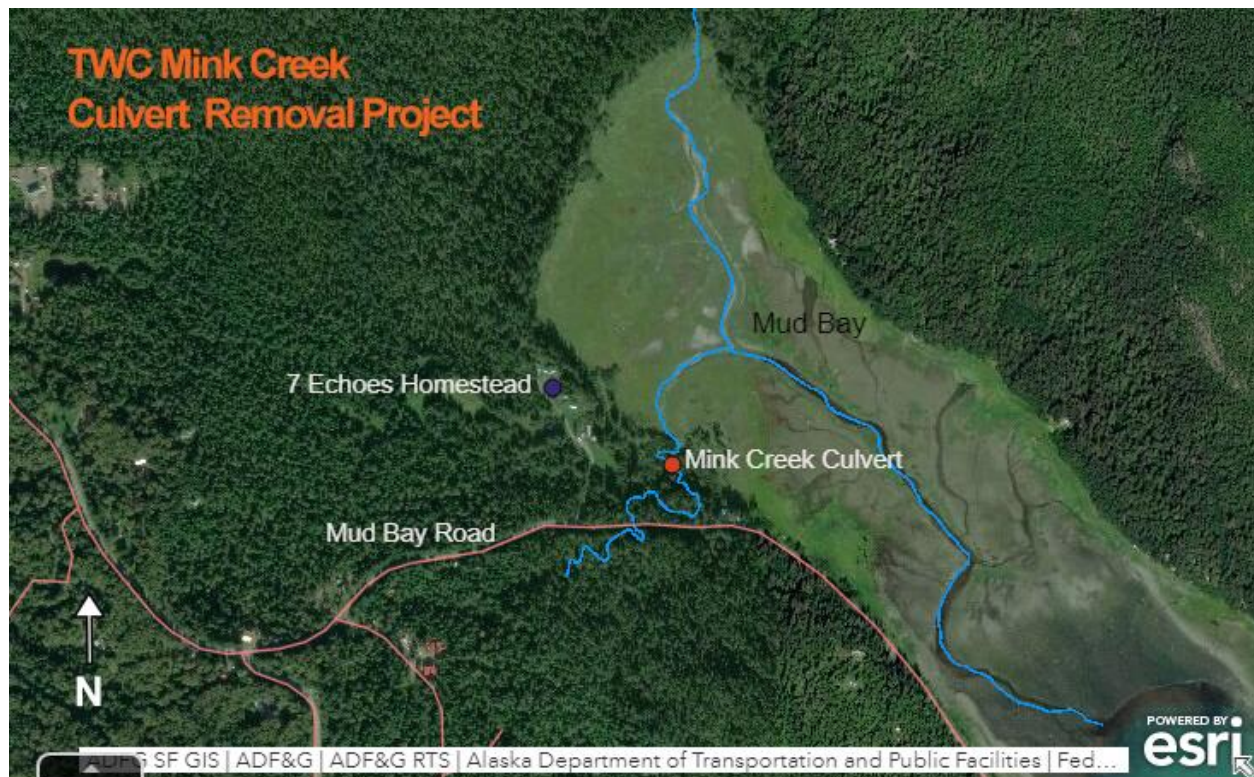 TWC Mink Creek
Culvert Removal Project
Mud Bay
7 Echoes Homestead
Mink Creek Culvert
Mud Bay Road
N
POWERED BY
esri
SF GIS | ADF&G | ADF&G RTS | Alaska Department of Transportation and Public Facilities | Fed...